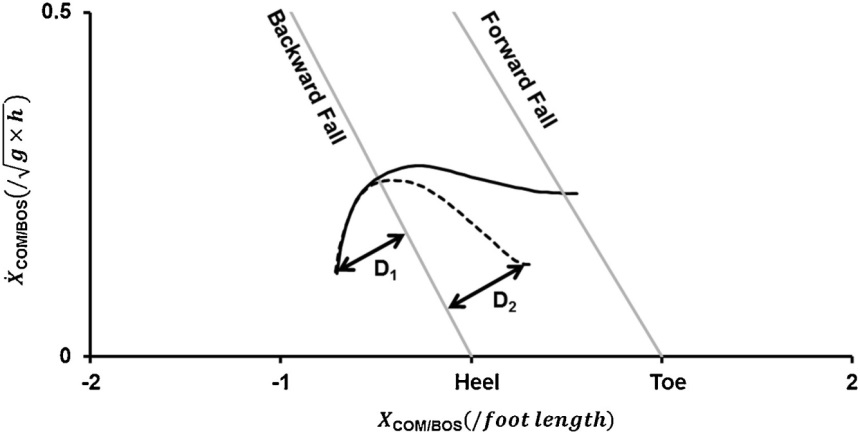 0.5
Backward Fall
Forward Fall
Ẋ_COM/BOS(/√g × h)
D₁
D₂
0
-2 -1 Heel Toe 2
X_COM/BOS(/foot length)